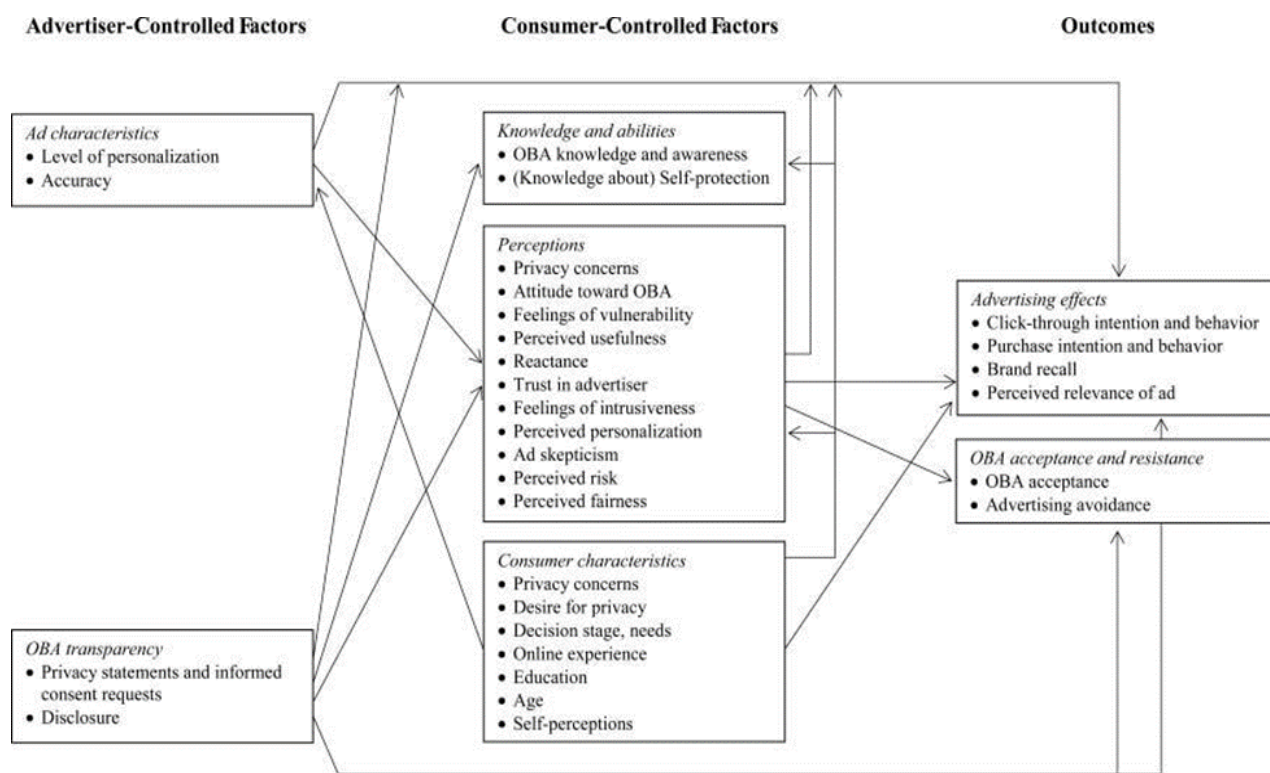 Advertiser-Controlled Factors
Consumer-Controlled Factors
Outcomes
Ad characteristics
• Level of personalization
• Accuracy
Knowledge and abilities
• OBA knowledge and awareness
• (Knowledge about) Self-protection
Perceptions
• Privacy concerns
• Attitude toward OBA
• Feelings of vulnerability
• Perceived usefulness
• Reactance
• Trust in advertiser
• Feelings of intrusiveness
• Perceived personalization
• Ad skepticism
• Perceived risk
• Perceived fairness
Advertising effects
• Click-through intention and behavior
• Purchase intention and behavior
• Brand recall
• Perceived relevance of ad
OBA acceptance and resistance
• OBA acceptance
• Advertising avoidance
Consumer characteristics
• Privacy concerns
• Desire for privacy
• Decision stage, needs
• Online experience
• Education
• Age
• Self-perceptions
OBA transparency
• Privacy statements and informed
consent requests
• Disclosure